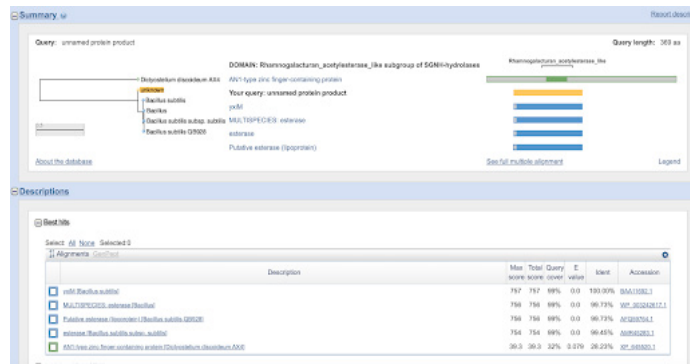 Summary
Report descr
Query: unnamed protein product
Query length: 369 aa
DOMAIN: Rhamnogalacturan_acetylesterase_like subgroup of SGNH-hydrolases
Rhamnogalacturan_acetylesterase_like
Dictyostelium discoideum AX4
AN1-type zinc finger-containing protein
unknown
Your query: unnamed protein product
Bacillus subtilis
yxiM
Bacillus
MULTISPECIES: esterase
Bacillus subtilis subsp. subtilis
esterase
Bacillus subtilis QB928
Putative esterase (lipoprotein)
About the database
See full multiple alignment
Legend
Descriptions
Best hits
Select: All None Selected:0
Alignments GenPept
Description
Max score
Total score
Query cover
E value
Ident
Accession
yxiM [Bacillus subtilis]
757 757 99% 0.0 100.00% BAA11692.1
MULTISPECIES: esterase [Bacillus]
756 756 99% 0.0 99.73% WP_003242617.1
Putative esterase (lipoprotein) [Bacillus subtilis QB928]
756 756 99% 0.0 99.73%
esterase [Bacillus subtilis subsp. subtilis]
754 754 99% 0.0 99.45%
AN1-type zinc finger-containing protein [Dictyostelium discoideum AX4]
39.3 39.3 32% 0.079 28.23%